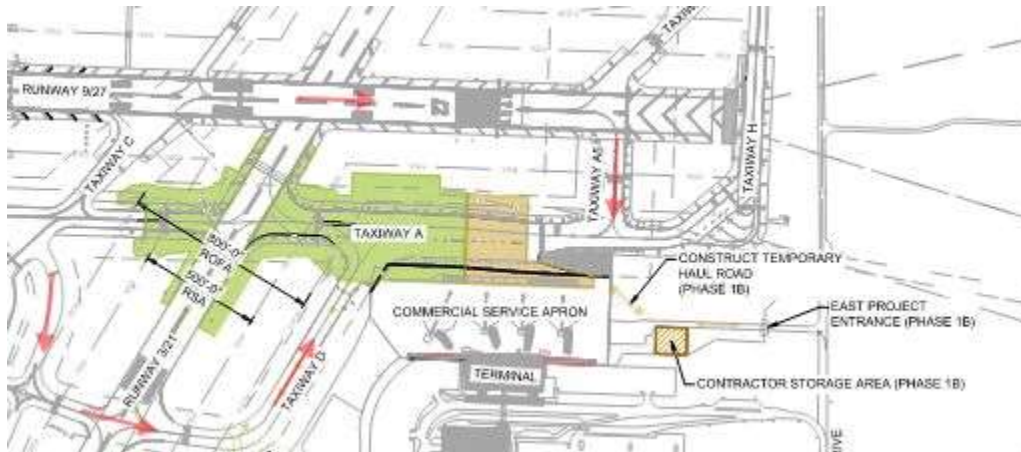 RUNWAY 9/27
TAXIWAY C
TAXIWAY A5
TAXIWAY H
TAXIWAY A
500'-0"
ROFA
500'-0"
RSA
CONSTRUCT TEMPORARY
HAUL ROAD
(PHASE 1B)
EAST PROJECT
ENTRANCE (PHASE 1B)
COMMERCIAL SERVICE APRON
RUNWAY 3/21
TAXIWAY D
TERMINAL
CONTRACTOR STORAGE AREA (PHASE 1B)